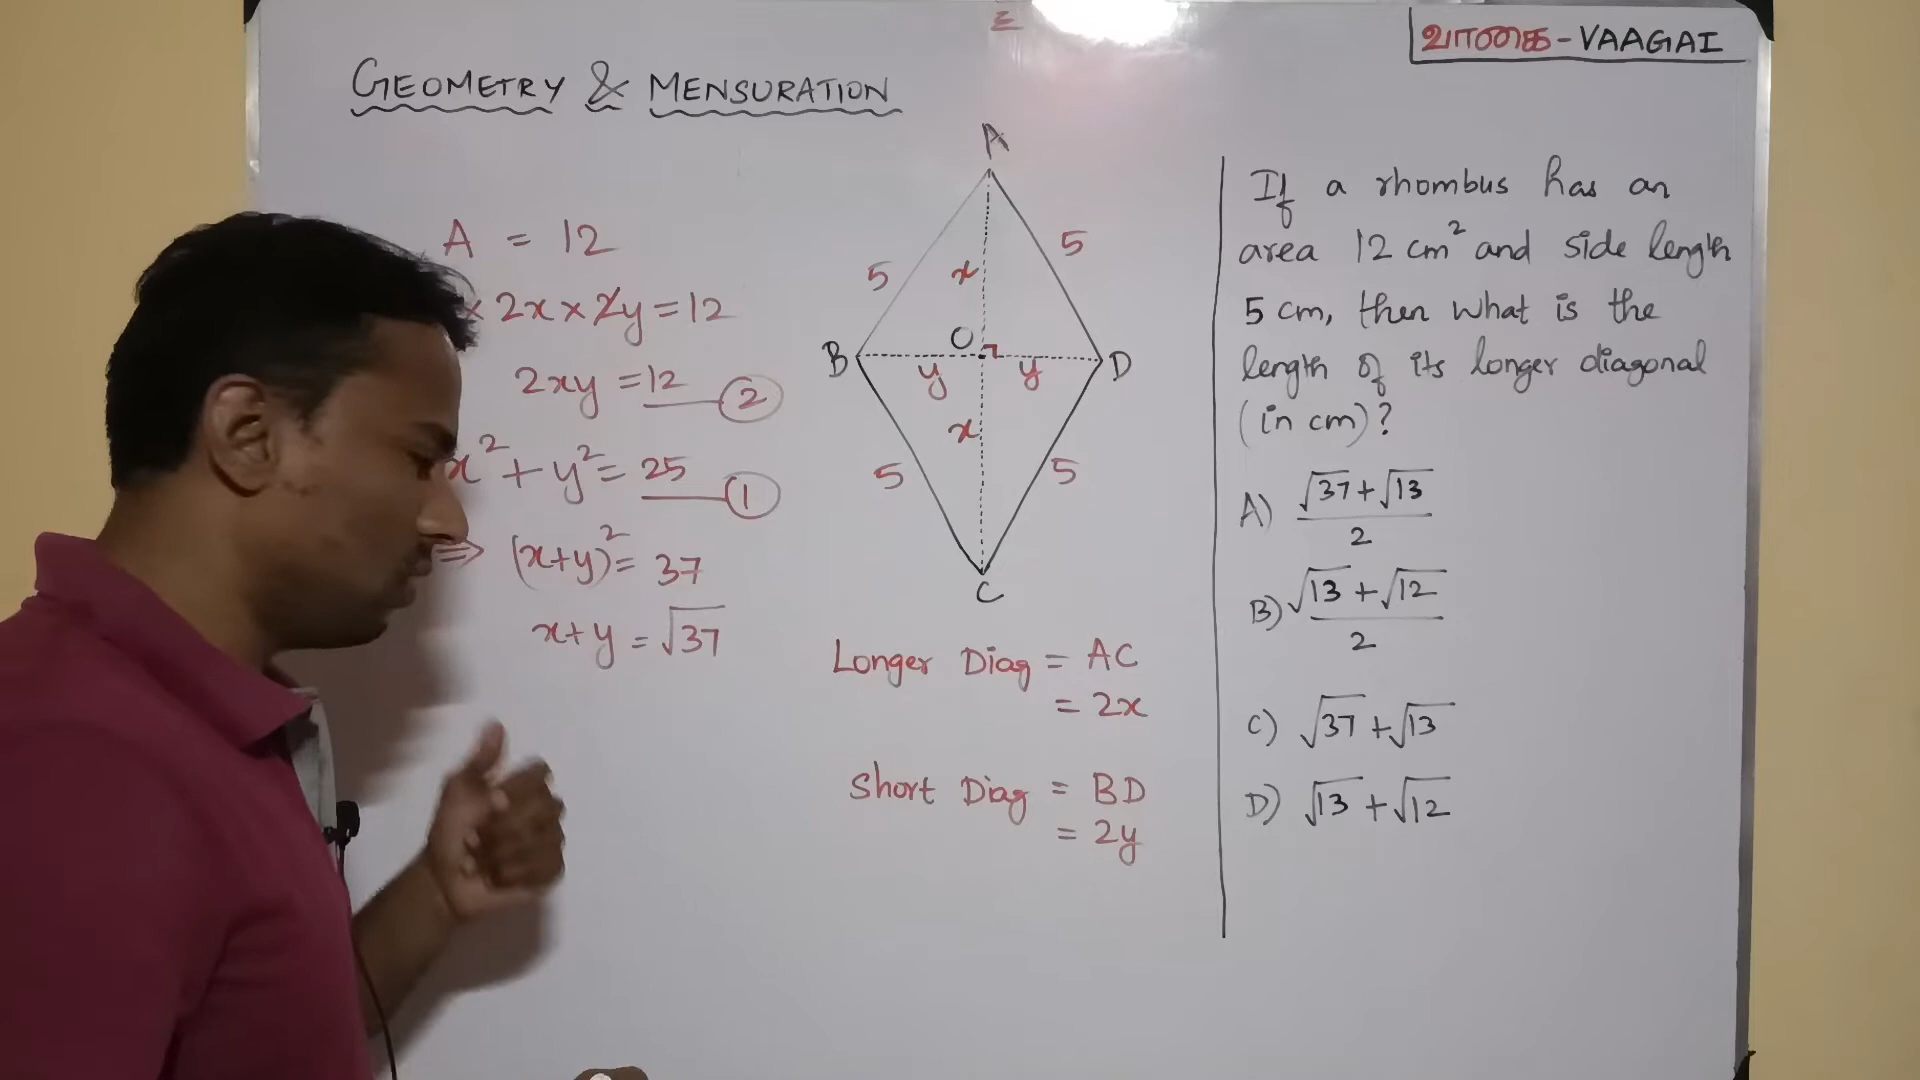 வாகை - VAAGAI
GEOMETRY & MENSURATION
A = 12
× 2x × 2y = 12
2xy = 12 ②
x² + y² = 25 ①
⇒ (x+y)² = 37
x+y = √37
A
5
5
x
B
O
D
y
y
x
5
5
C
Longer Diag = AC
= 2x
Short Diag = BD
= 2y
If a rhombus has an
area 12 cm² and side length
5 cm, then what is the
length of its longer diagonal
(in cm)?
A) (√37+√13)/2
B) (√13+√12)/2
C) √37+√13
D) √13+√12